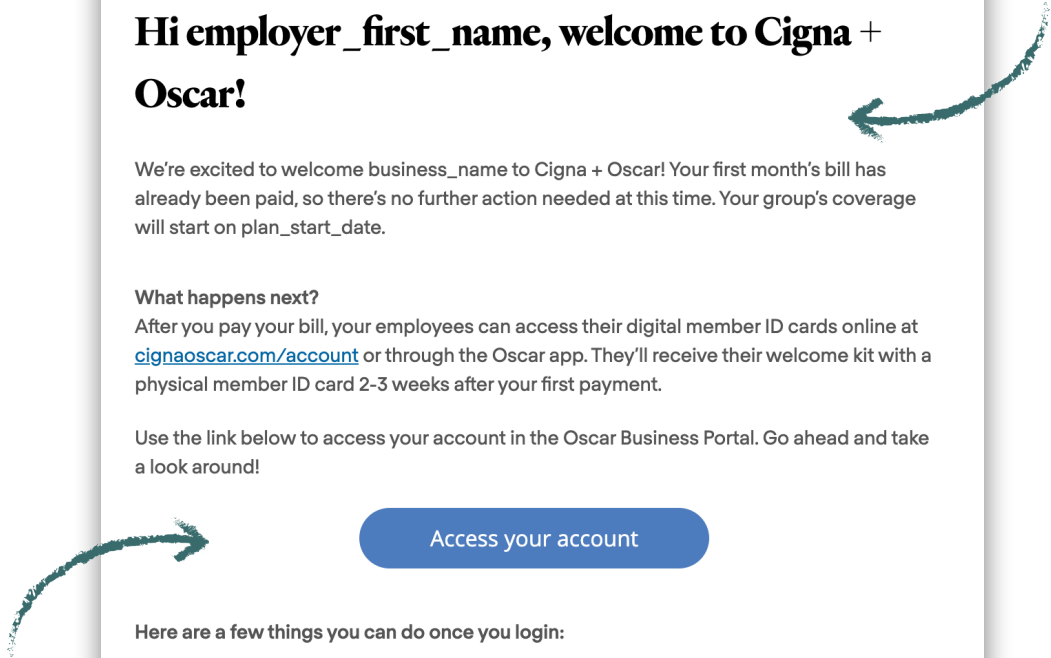 Hi employer_first_name, welcome to Cigna +
Oscar!
We’re excited to welcome business_name to Cigna + Oscar! Your first month’s bill has
already been paid, so there’s no further action needed at this time. Your group’s coverage
will start on plan_start_date.
What happens next?
After you pay your bill, your employees can access their digital member ID cards online at
cignaoscar.com/account or through the Oscar app. They’ll receive their welcome kit with a
physical member ID card 2-3 weeks after your first payment.
Use the link below to access your account in the Oscar Business Portal. Go ahead and take
a look around!
Access your account
Here are a few things you can do once you login: